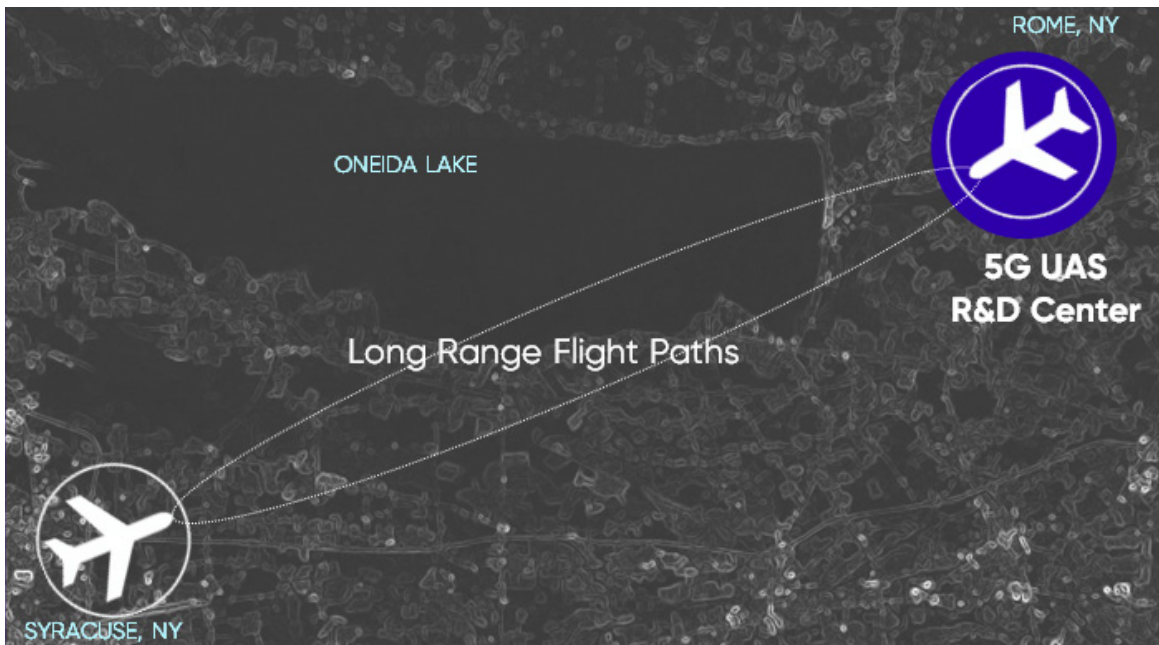 ROME, NY
ONEIDA LAKE
5G UAS
R&D Center
Long Range Flight Paths
SYRACUSE, NY